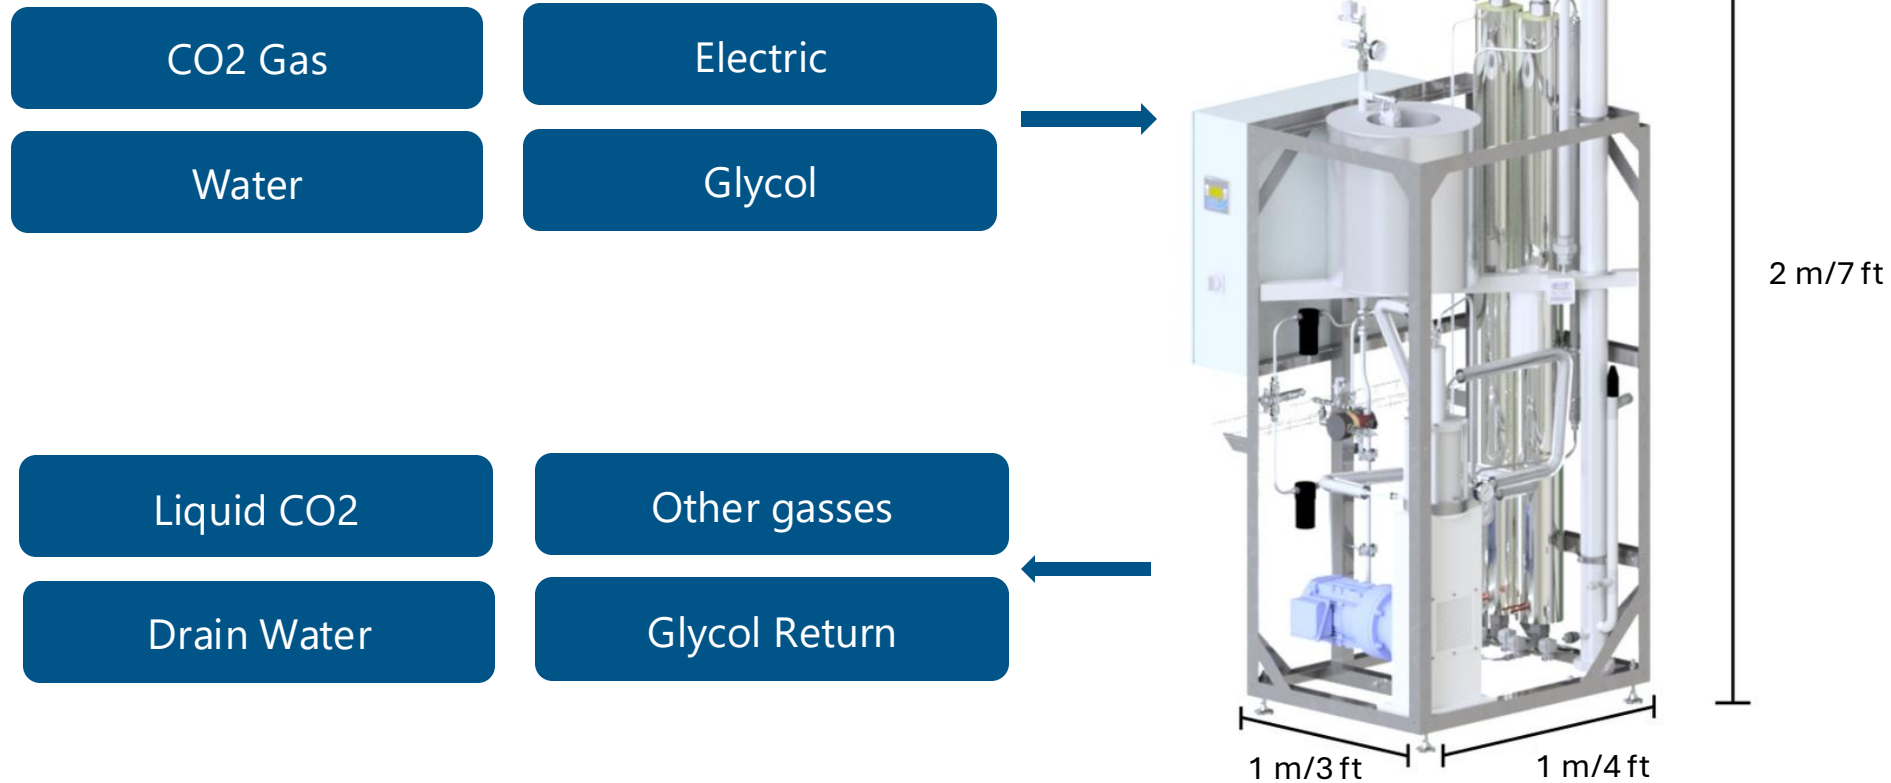 CO2 Gas
Electric
Water
Glycol
2 m/7 ft
Liquid CO2
Other gasses
Drain Water
Glycol Return
1 m/3 ft
1 m/4 ft